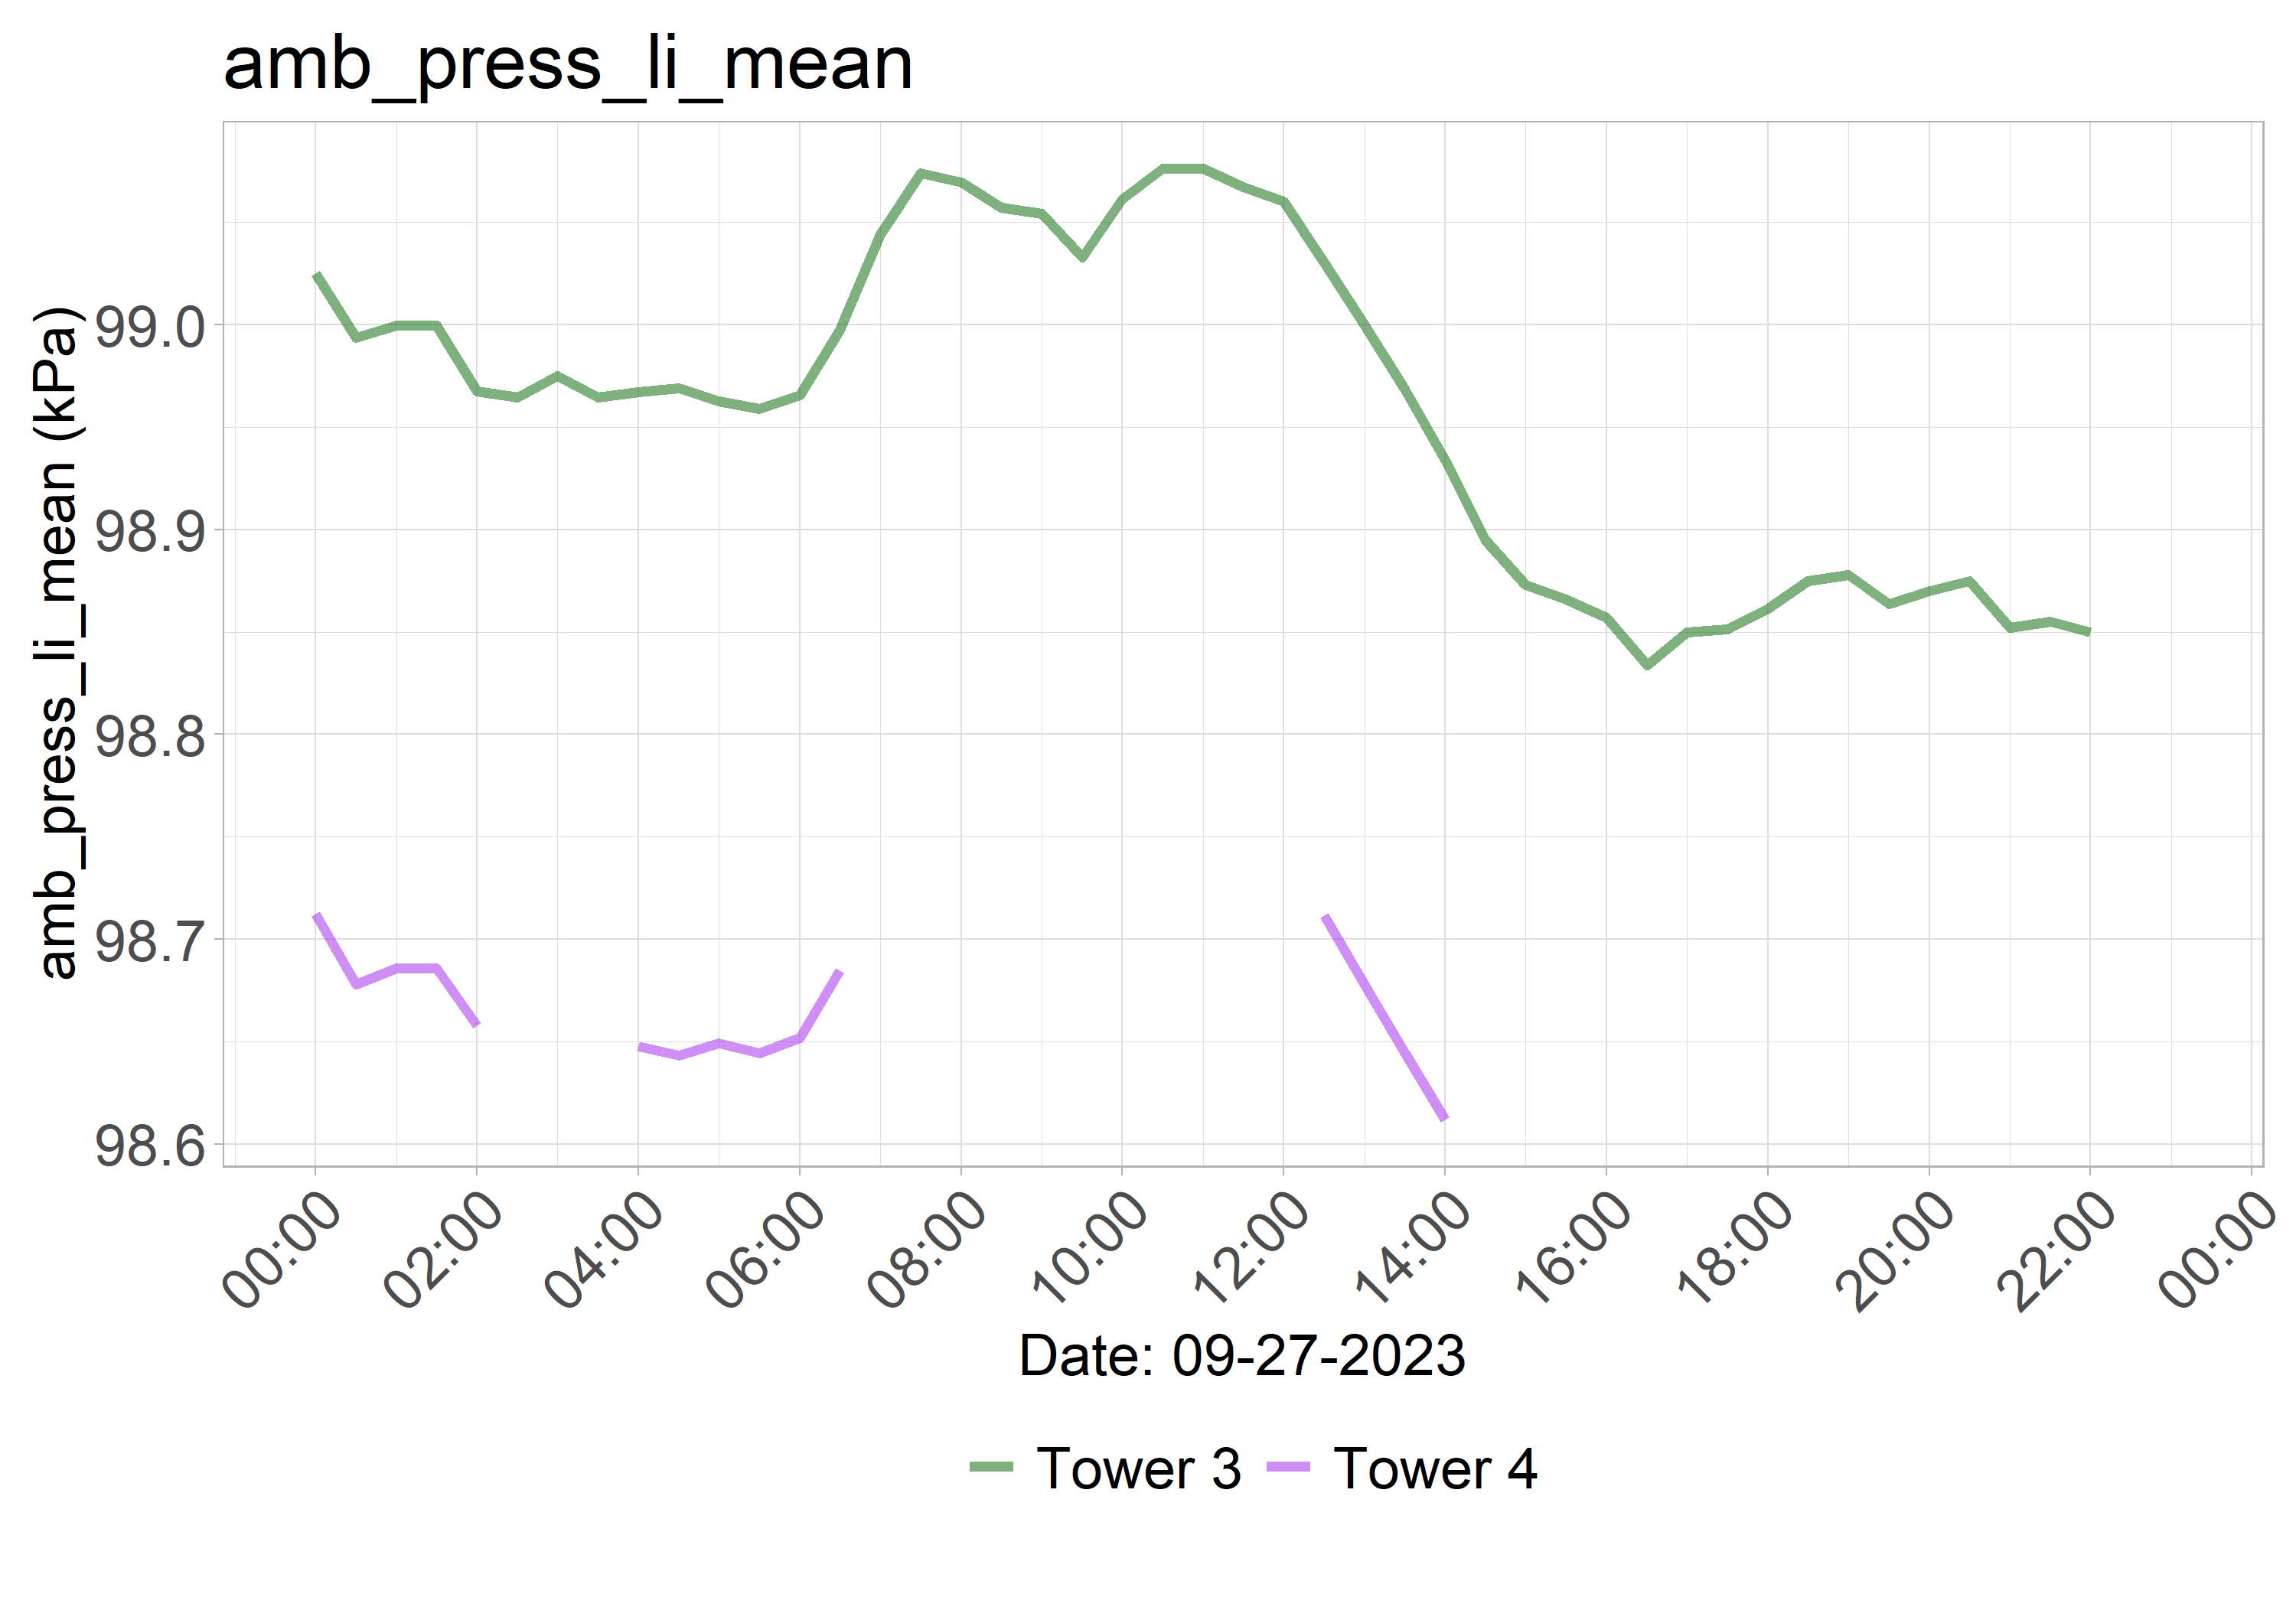 amb_press_li_mean
amb_press_li_mean (kPa)
99.0
98.9
98.8
98.7
98.6
00:00 02:00 04:00 06:00 08:00 10:00 12:00 14:00 16:00 18:00 20:00 22:00 00:00
Date: 09-27-2023
Tower 3 Tower 4